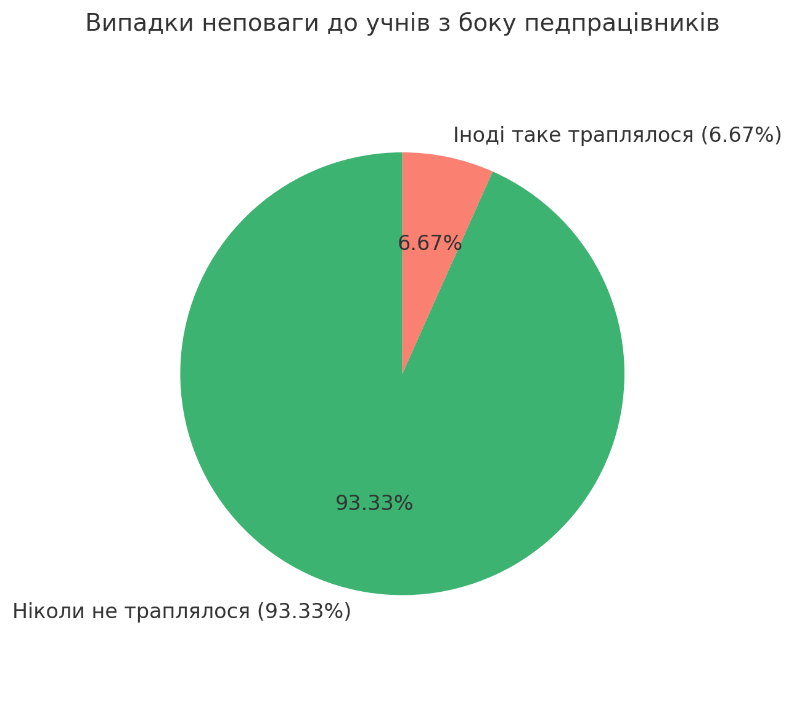 Випадки неповаги до учнів з боку педпрацівників
Іноді таке траплялося (6.67%)
6.67%
93.33%
Ніколи не траплялося (93.33%)